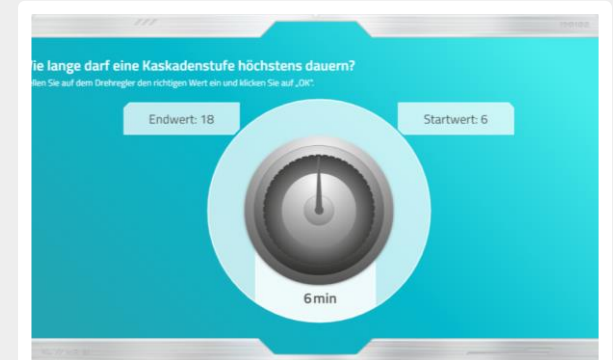 ie lange darf eine Kaskadenstufe höchstens dauern?
llen Sie auf dem Drehregler den richtigen Wert ein und klicken Sie auf „OK“.
Endwert: 18
Startwert: 6
6 min